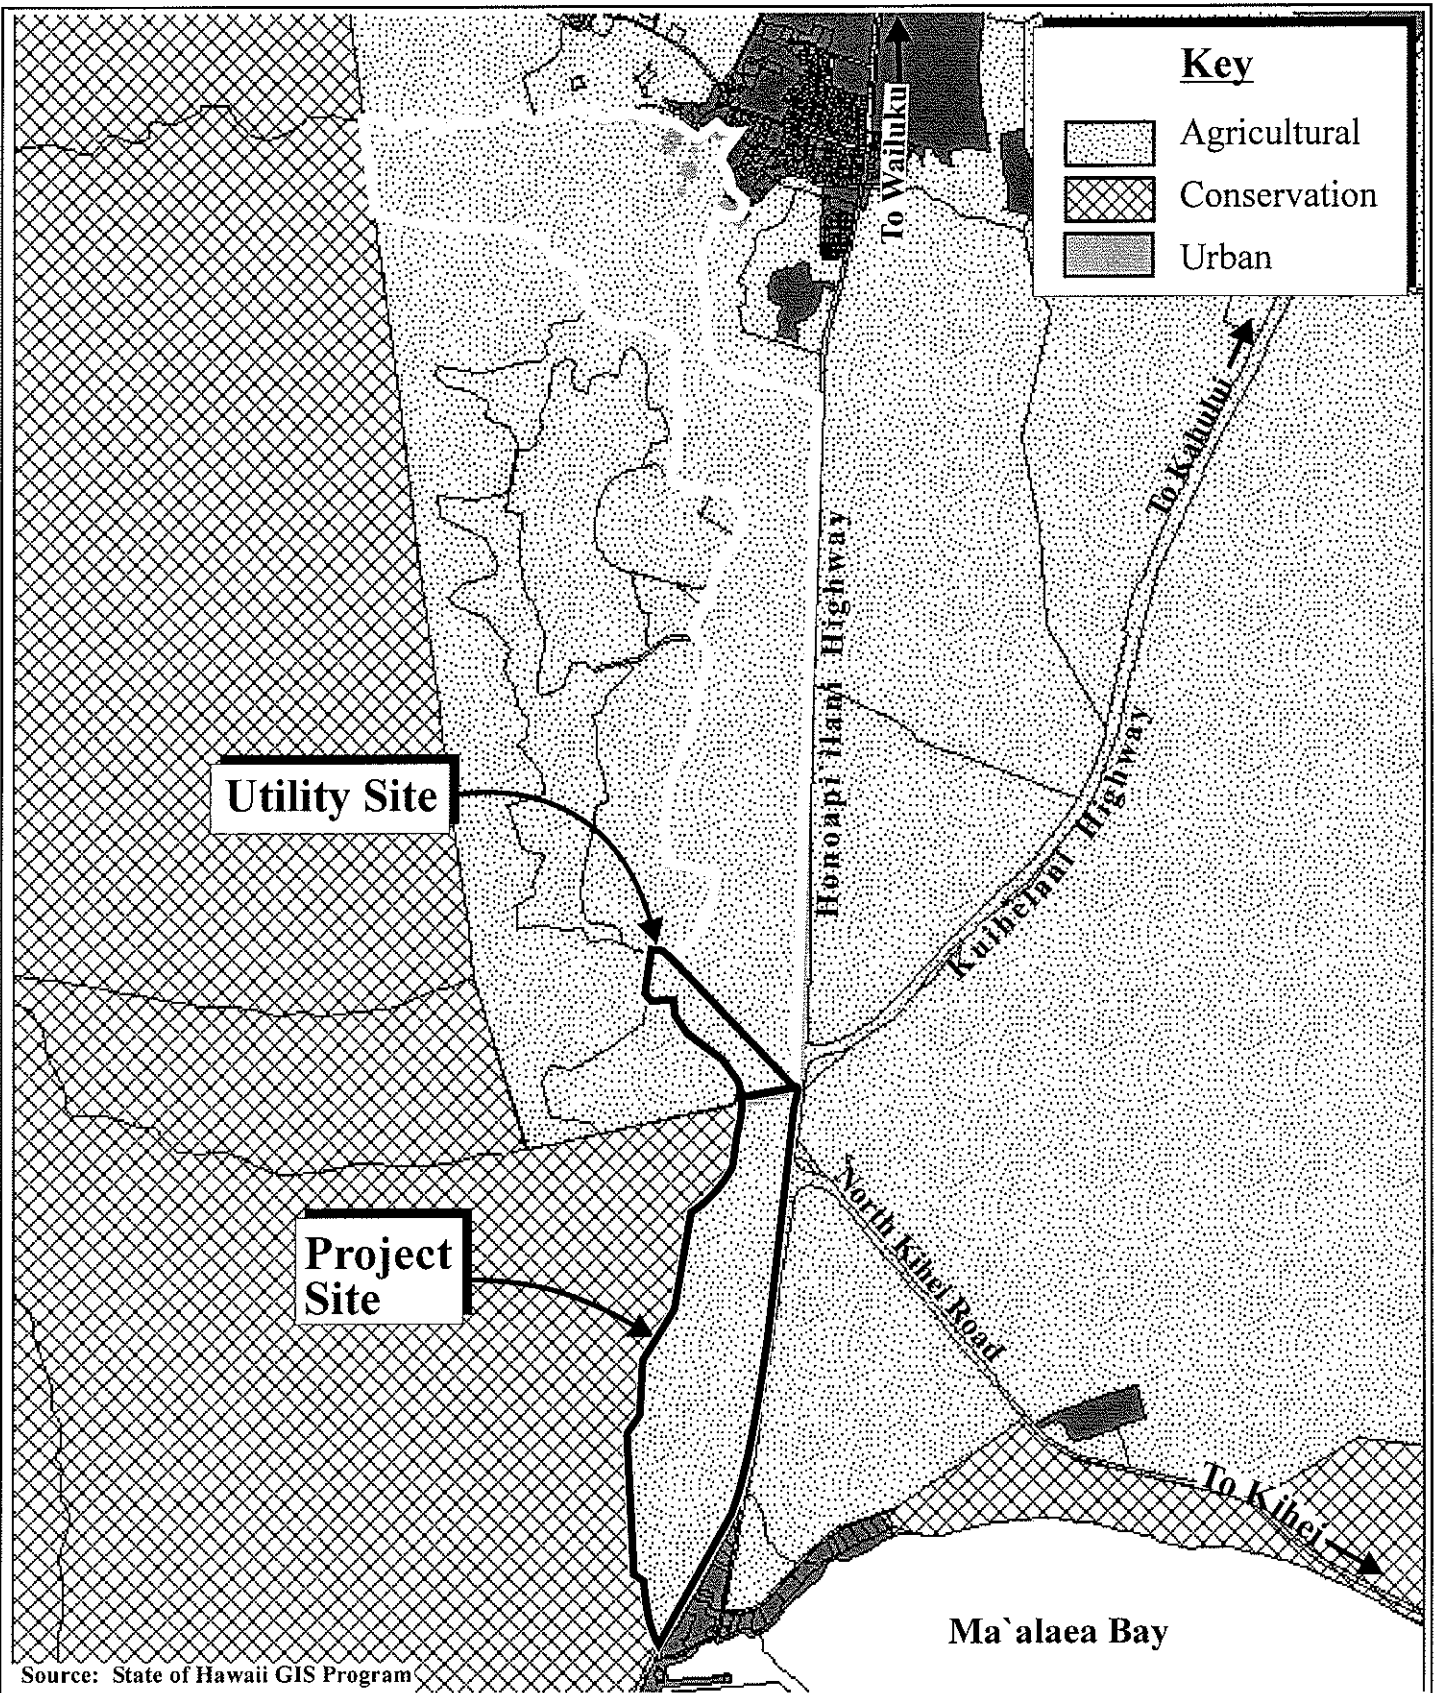 Key
Agricultural
Conservation
Urban
To Wailuku
To Kahului
Honoapi ilani Highway
Kuihelani Highway
Utility Site
Project
Site
North Kihei Road
To Kihei
Ma`alaea Bay
Source: State of Hawaii GIS Program